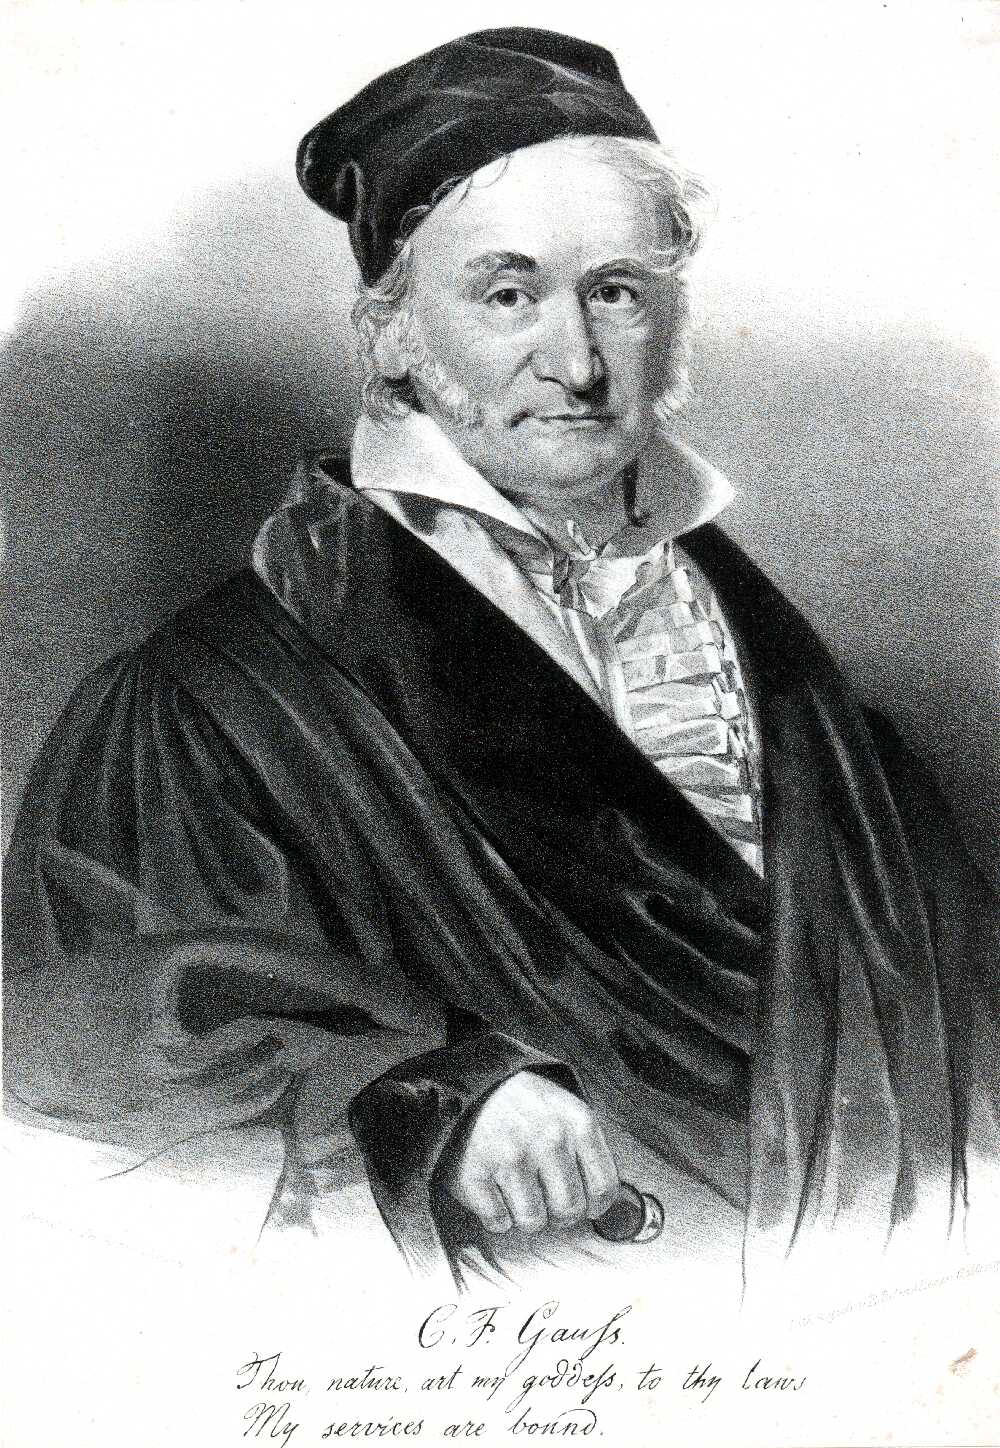 C. F. Gauſs.
Thou, nature, art my goddeſs, to thy laws
My services are bound.